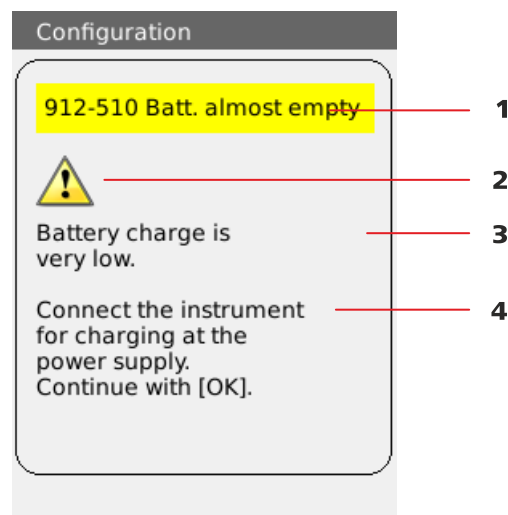 Configuration
912-510 Batt. almost empty
1
2
Battery charge is
very low.
3
Connect the instrument
for charging at the
power supply.
Continue with [OK].
4